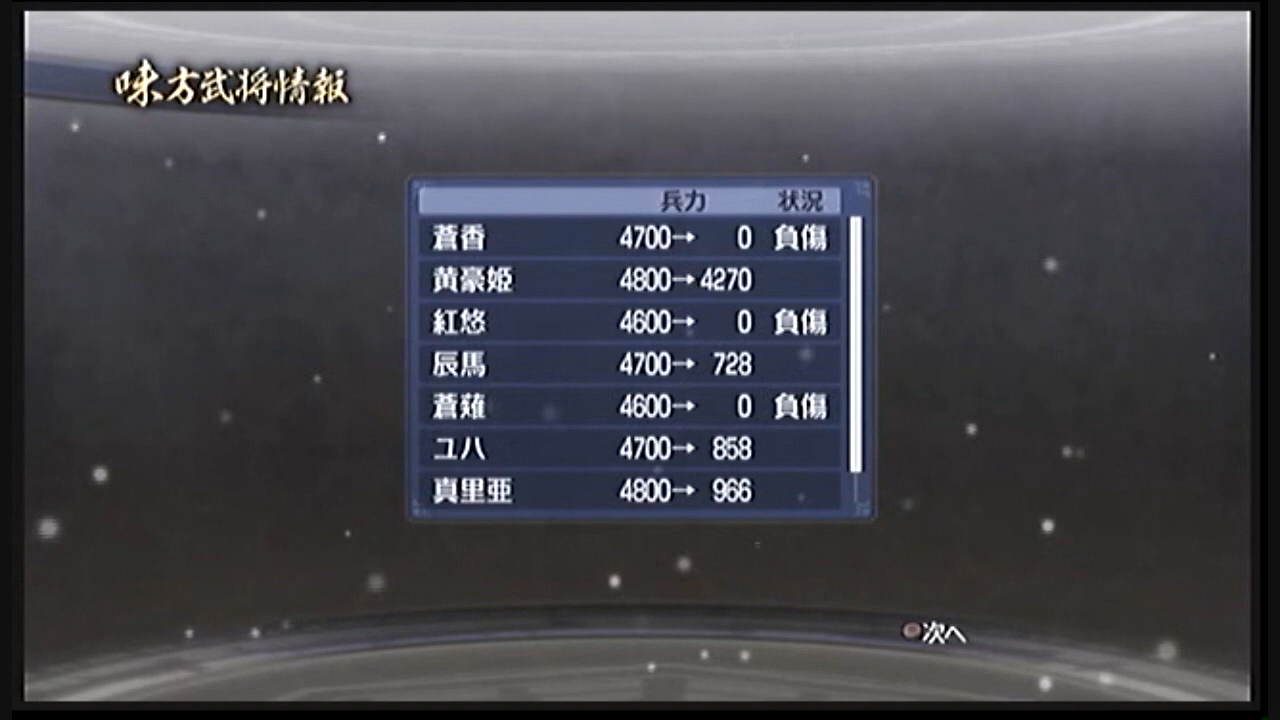 味方武将情報
兵力 状況
蒼香 4700→ 0 負傷
黄豪姫 4800→4270
紅悠 4600→ 0 負傷
辰馬 4700→ 728
蒼薙 4600→ 0 負傷
ユハ 4700→ 858
真里亜 4800→ 966
次へ